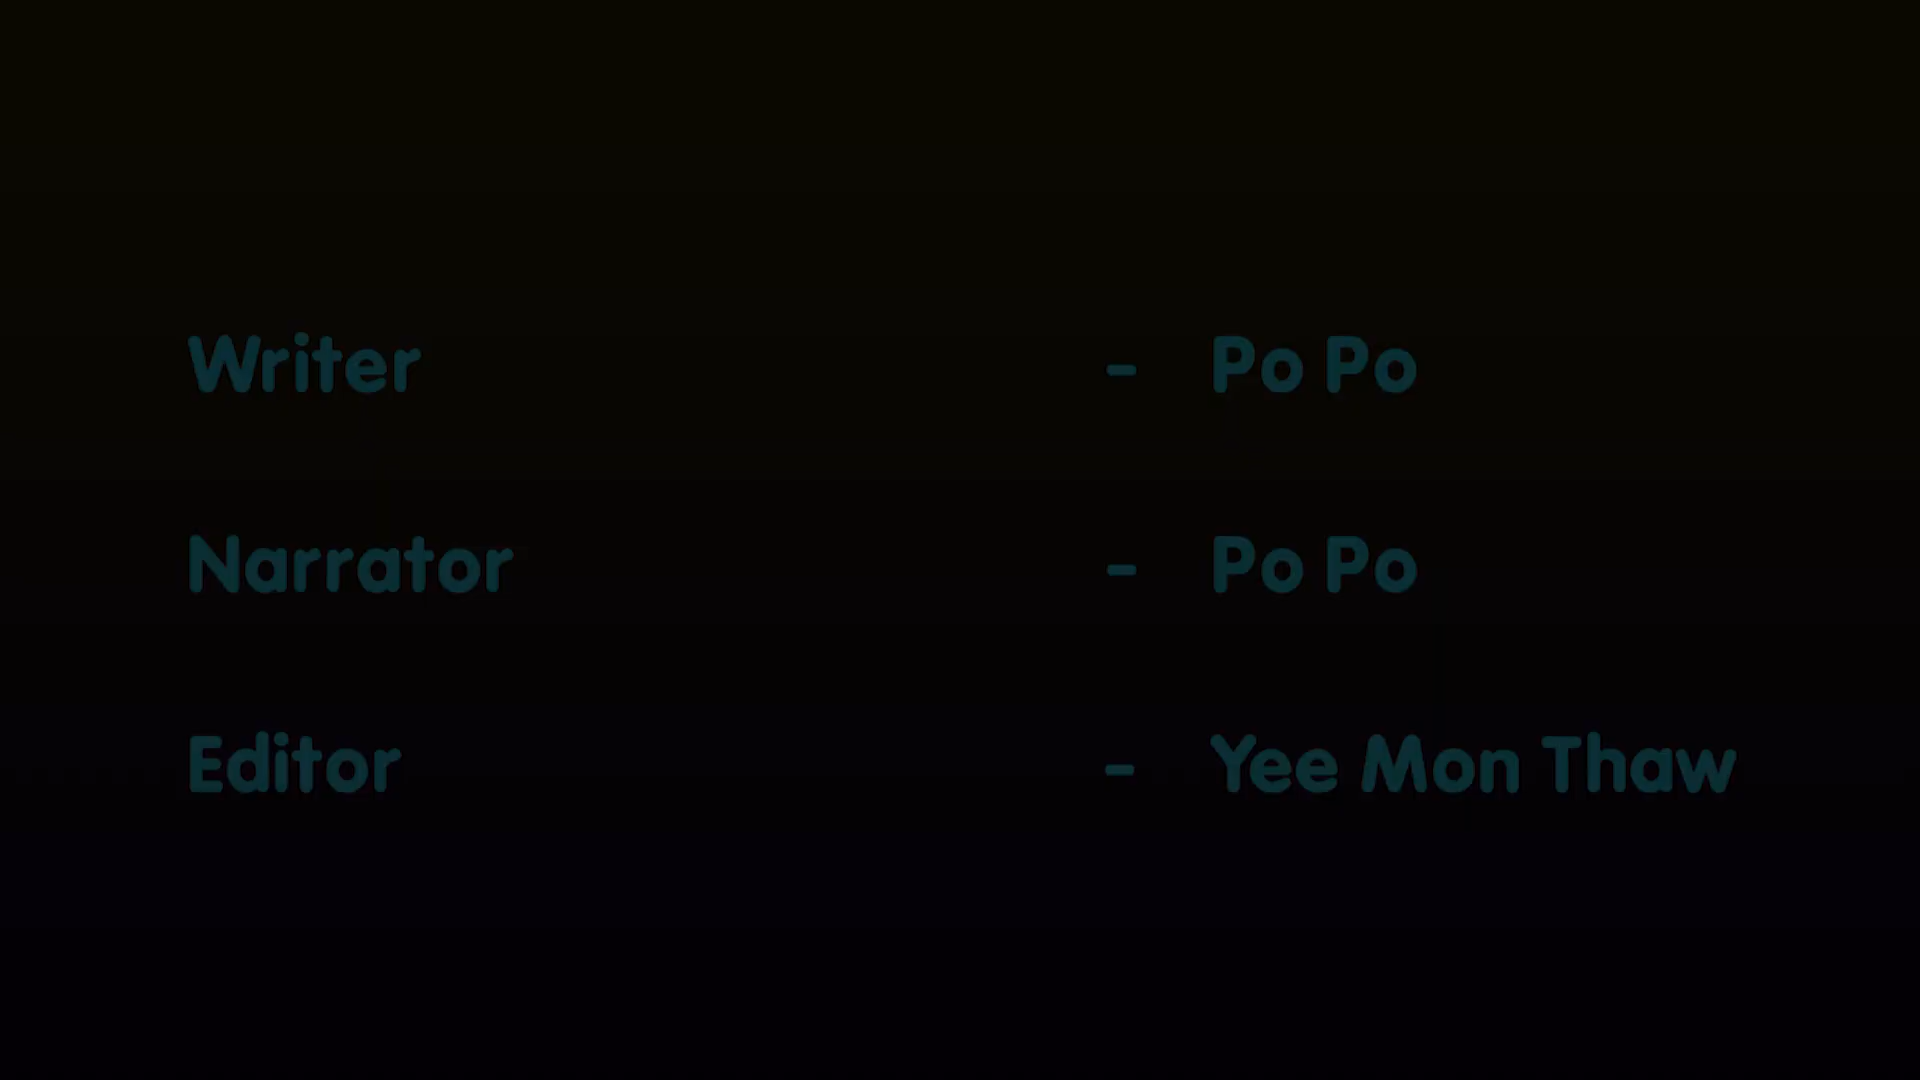 Writer - Po Po
Narrator - Po Po
Editor - Yee Mon Thaw